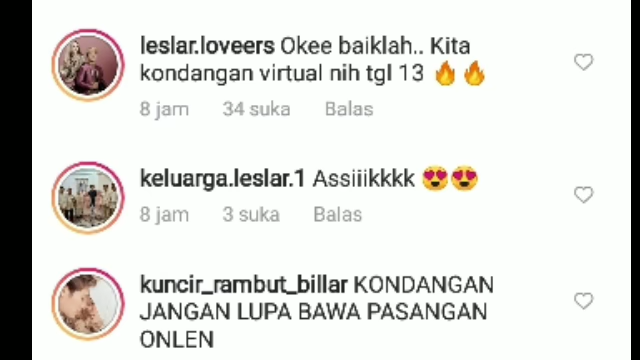 leslar.loveers Okee baiklah.. Kita
kondangan virtual nih tgl 13 🔥🔥
8 jam 34 suka Balas
keluarga.leslar.1 Assiiikkkk 😍😍
8 jam 3 suka Balas
kuncir_rambut_billar KONDANGAN
JANGAN LUPA BAWA PASANGAN
ONLEN